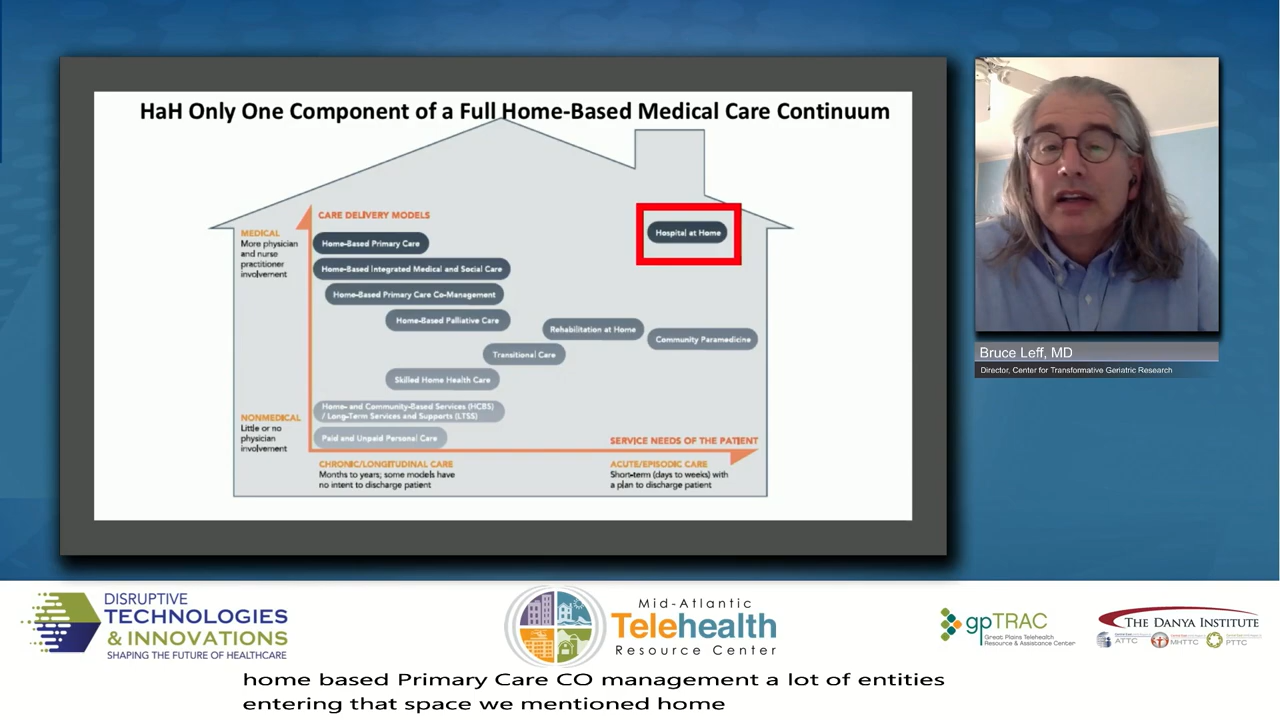 HaH Only One Component of a Full Home-Based Medical Care Continuum
CARE DELIVERY MODELS
MEDICAL
More physician
and nurse
practitioner
involvement
Home-Based Primary Care
Hospital at Home
Home-Based Integrated Medical and Social Care
Home-Based Primary Care Co-Management
Home-Based Palliative Care
Rehabilitation at Home
Community Paramedicine
Transitional Care
Skilled Home Health Care
Home- and Community-Based Services (HCBS)
/ Long-Term Services and Supports (LTSS)
NONMEDICAL
Little or no
physician
involvement
Paid and Unpaid Personal Care
SERVICE NEEDS OF THE PATIENT
CHRONIC/LONGITUDINAL CARE
Months to years; some models have
no intent to discharge patient
ACUTE/EPISODIC CARE
Short-term (days to weeks) with
a plan to discharge patient
Bruce Leff, MD
Director, Center for Transformative Geriatric Research
DISRUPTIVE
TECHNOLOGIES
& INNOVATIONS
SHAPING THE FUTURE OF HEALTHCARE
Mid-Atlantic
Telehealth
Resource Center
gpTRAC
Great Plains Telehealth
Resource & Assistance Center
THE DANYA INSTITUTE
ATTC
MHTTC
PTTC
home based Primary Care CO management a lot of entities
entering that space we mentioned home